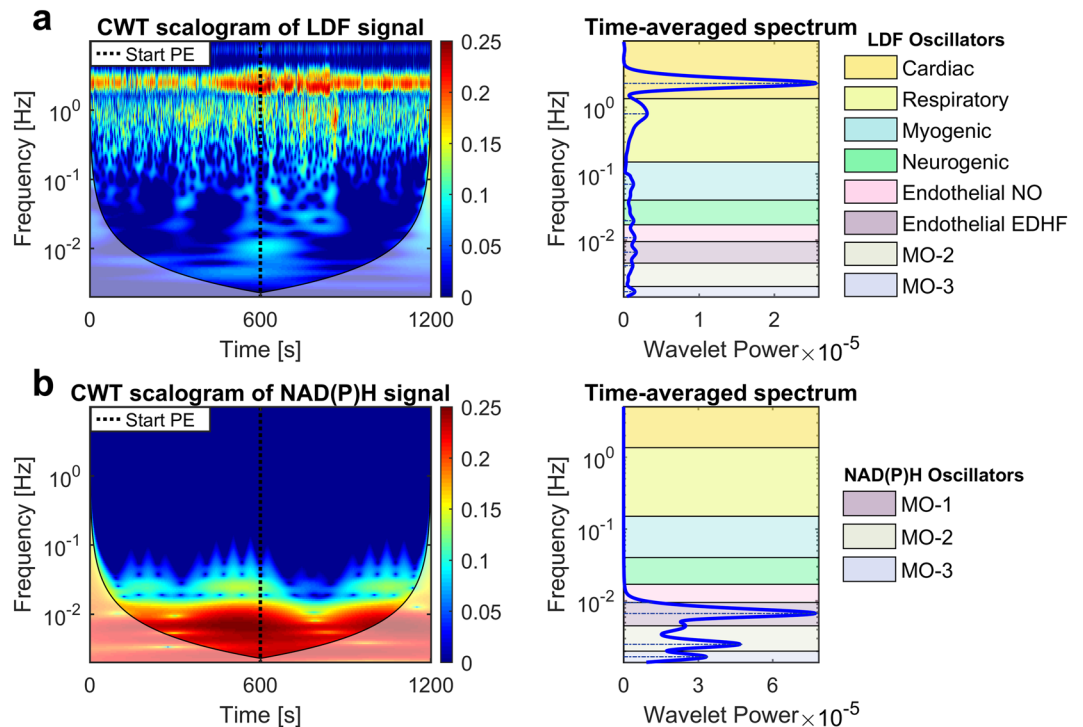 a
CWT scalogram of LDF signal
Start PE
Frequency [Hz]
10^0
10^-1
10^-2
0
600
1200
Time [s]
0.25
0.2
0.15
0.1
0.05
0
Time-averaged spectrum
Frequency [Hz]
10^0
10^-1
10^-2
0
1
2
Wavelet Power ×10^-5
LDF Oscillators
Cardiac
Respiratory
Myogenic
Neurogenic
Endothelial NO
Endothelial EDHF
MO-2
MO-3
b
CWT scalogram of NAD(P)H signal
Start PE
Frequency [Hz]
10^0
10^-1
10^-2
0
600
1200
Time [s]
0.25
0.2
0.15
0.1
0.05
0
Time-averaged spectrum
Frequency [Hz]
10^0
10^-1
10^-2
0
3
6
Wavelet Power ×10^-5
NAD(P)H Oscillators
MO-1
MO-2
MO-3